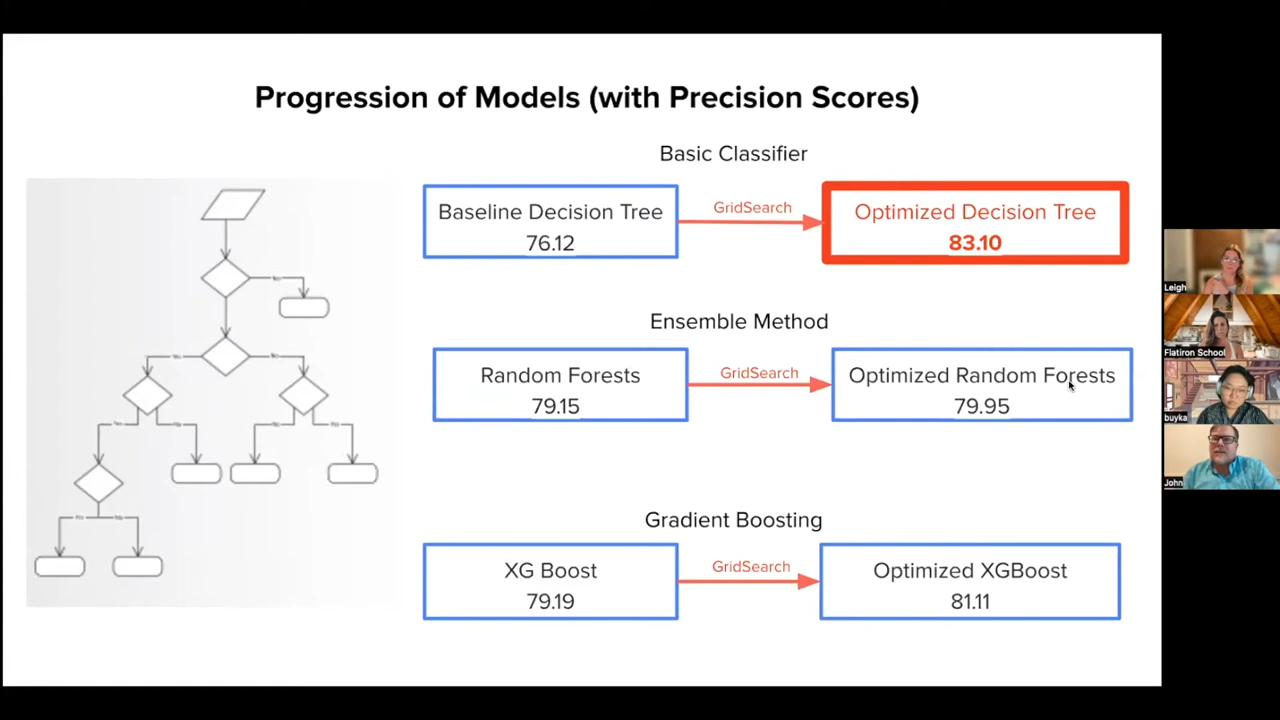 Progression of Models (with Precision Scores)
Basic Classifier
Baseline Decision Tree
76.12
GridSearch
Optimized Decision Tree
83.10
Ensemble Method
Random Forests
79.15
GridSearch
Optimized Random Forests
79.95
Gradient Boosting
XG Boost
79.19
GridSearch
Optimized XGBoost
81.11
Leigh
Flatiron School
buyka
John